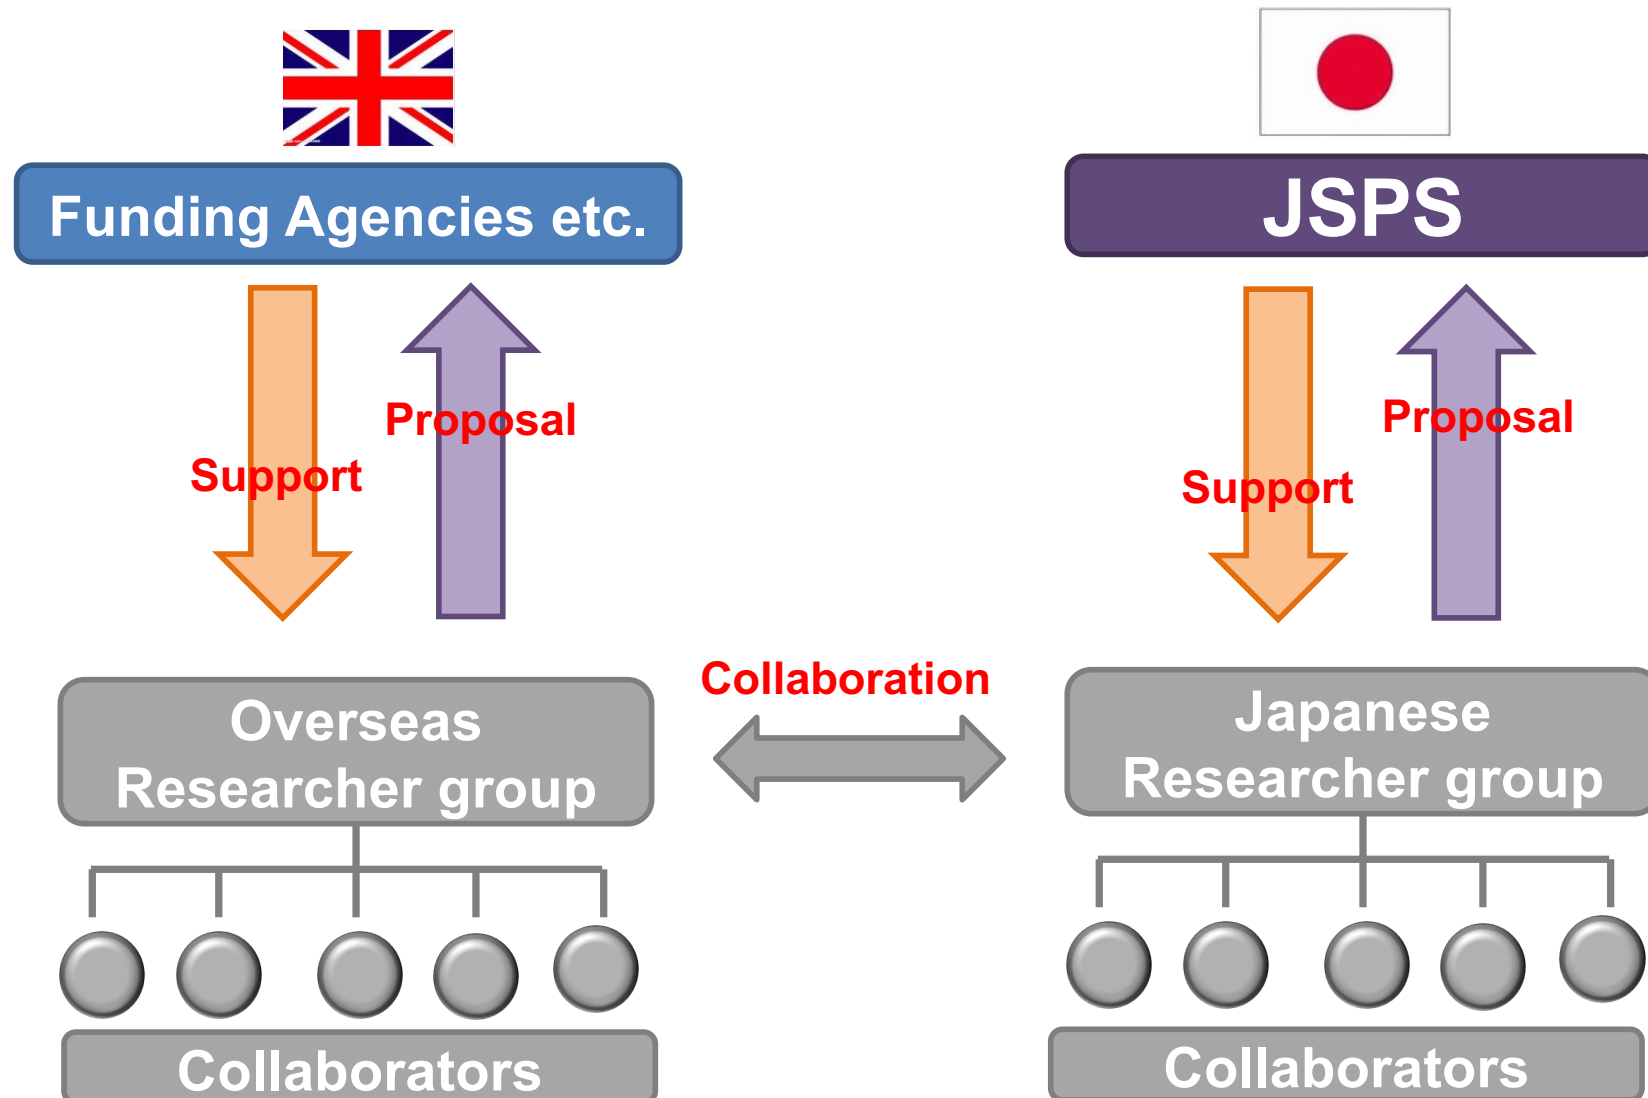 Funding Agencies etc.
JSPS
Proposal
Support
Proposal
Support
Collaboration
Overseas
Researcher group
Japanese
Researcher group
Collaborators
Collaborators